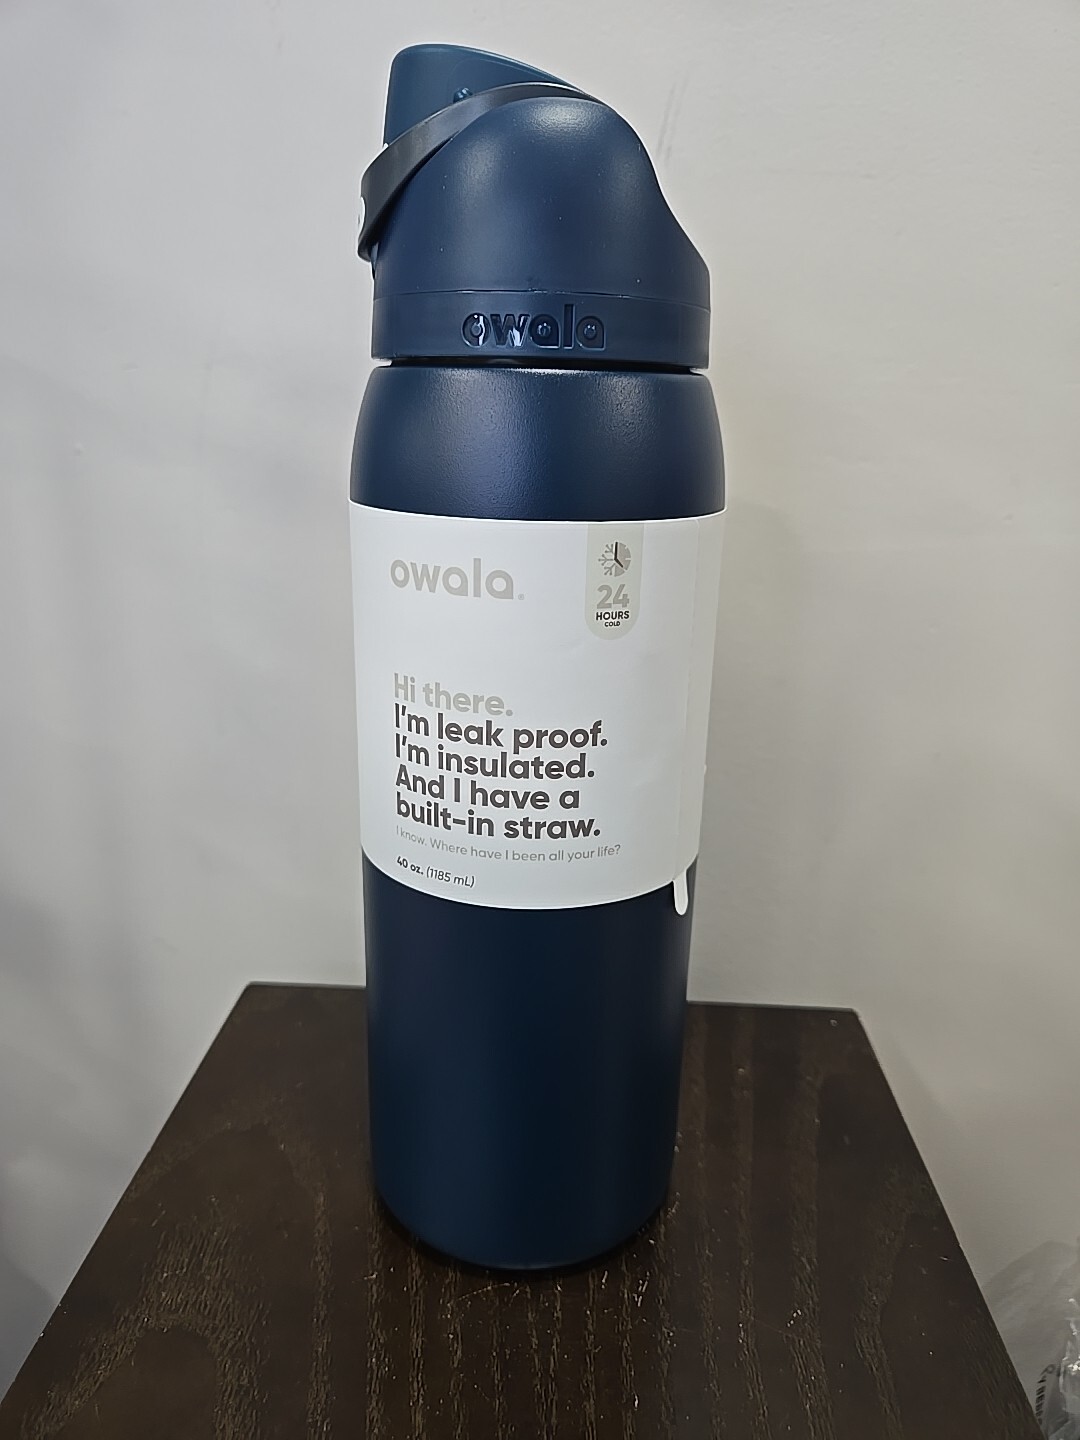 owala
owala®
24
HOURS
COLD
Hi there.
I'm leak proof.
I'm insulated.
And I have a
built-in straw.
I know. Where have I been all your life?
40 oz. (1185 mL)